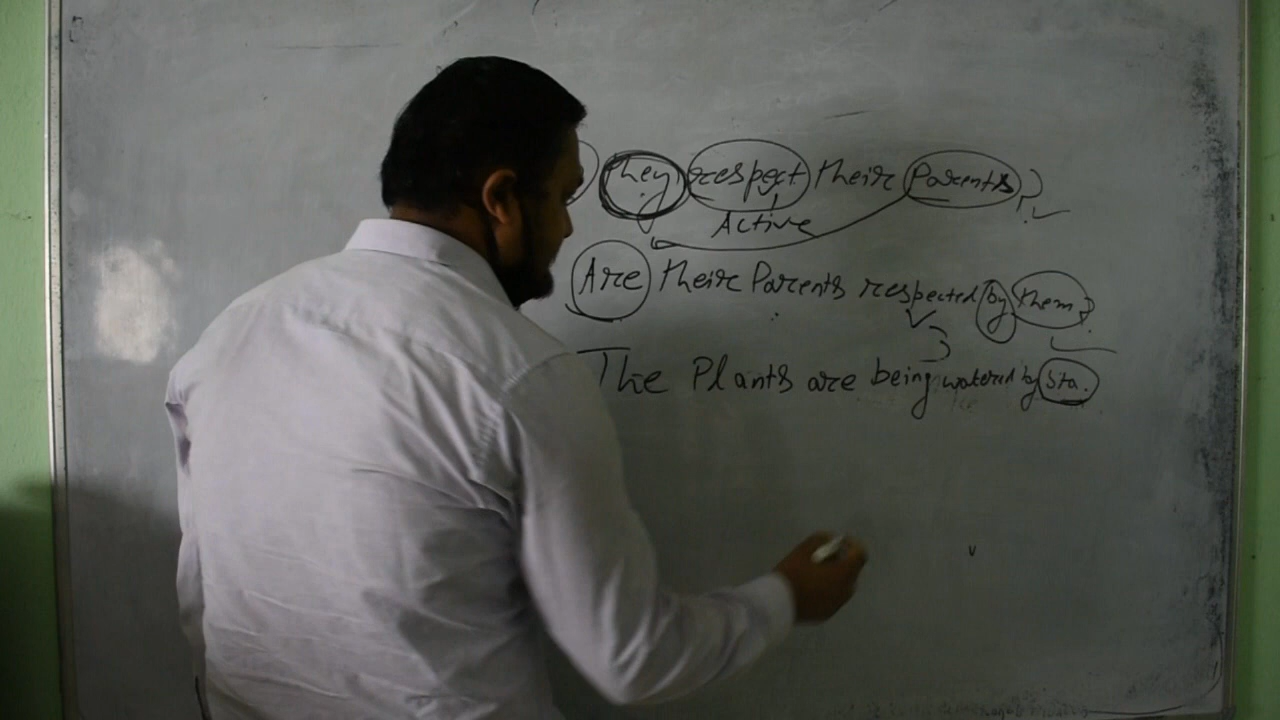 they respect their Parents ?
Active
Are their Parents respected by them ?
The Plants are being watered by Sta.